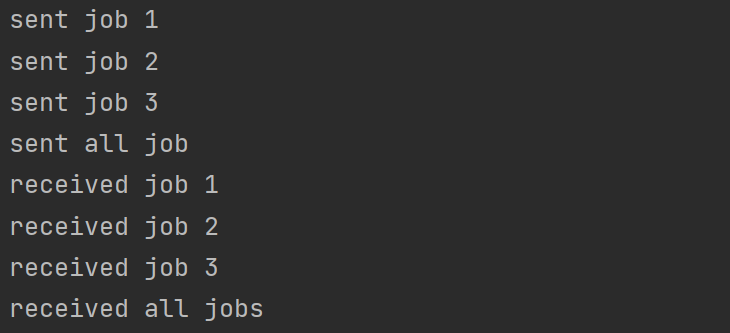 sent job 1
sent job 2
sent job 3
sent all job
received job 1
received job 2
received job 3
received all jobs